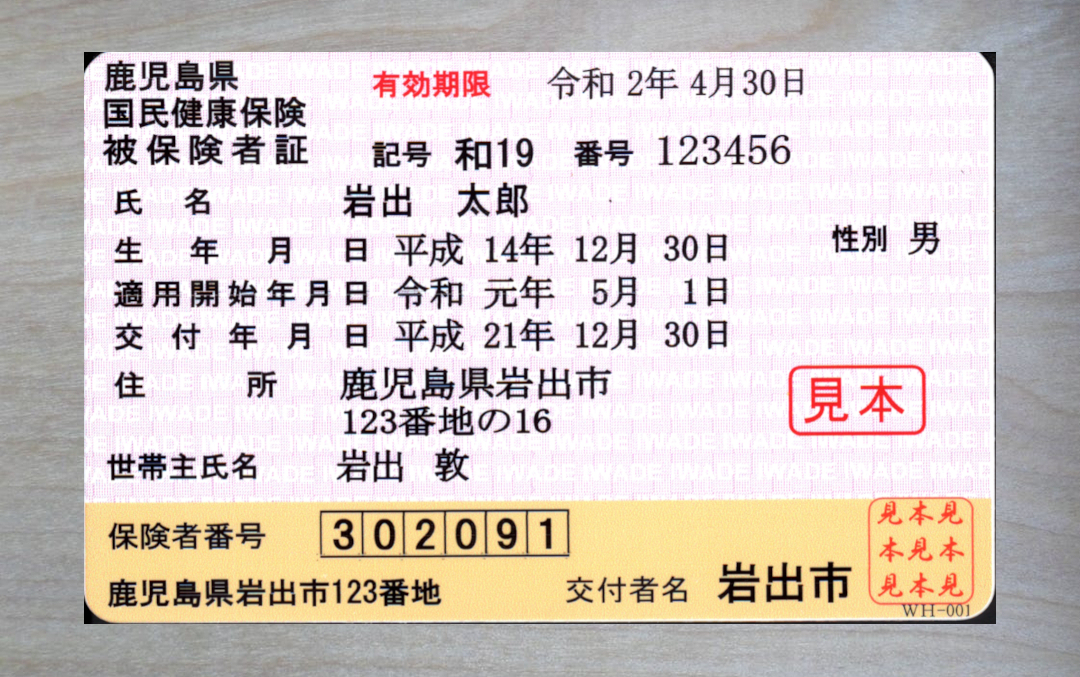 鹿児島県
国民健康保険
被保険者証
有効期限 令和 2年 4月30日
記号 和19 番号 123456
氏名 岩出 太郎
生年月日 平成 14年 12月 30日
性別 男
適用開始年月日 令和 元年 5月 1日
交付年月日 平成 21年 12月 30日
住所 鹿児島県岩出市
123番地の16
見本
世帯主氏名 岩出 敦
保険者番号 302091
鹿児島県岩出市123番地
交付者名 岩出市
見本見
本見本
見本見
WH-001
IWADE IWADE IWADE